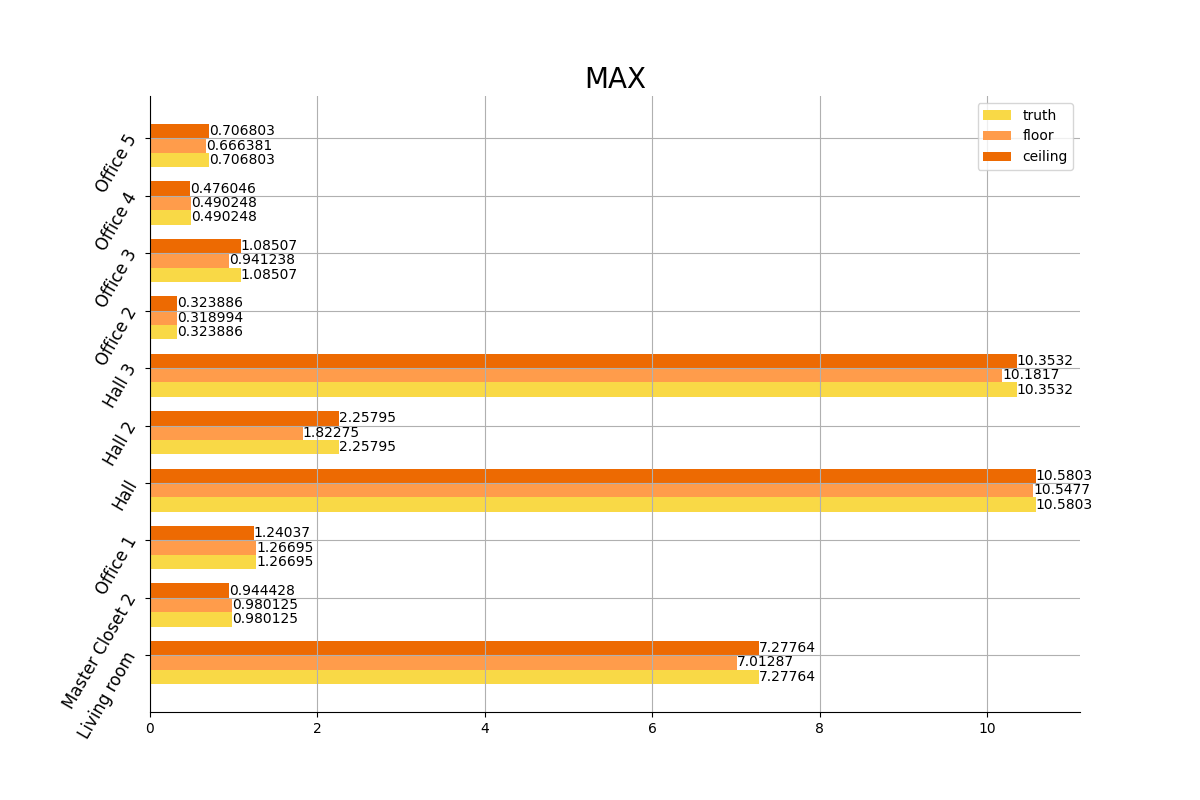 MAX
truth
floor
ceiling
Office 5
0.706803
0.666381
0.706803
Office 4
0.476046
0.490248
0.490248
Office 3
1.08507
0.941238
1.08507
Office 2
0.323886
0.318994
0.323886
Hall 3
10.3532
10.1817
10.3532
Hall 2
2.25795
1.82275
2.25795
Hall
10.5803
10.5477
10.5803
Office 1
1.24037
1.26695
1.26695
Master Closet 2
0.944428
0.980125
0.980125
Living room
7.27764
7.01287
7.27764
0 2 4 6 8 10